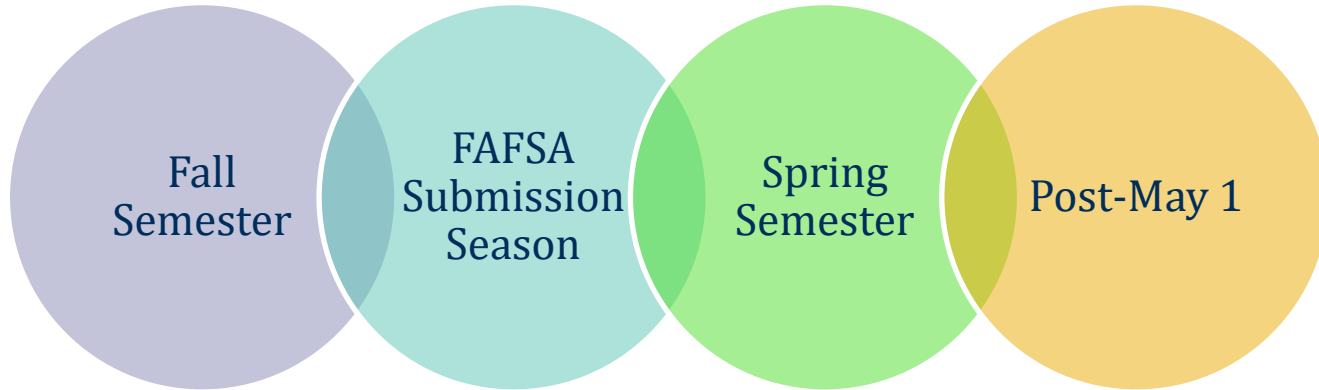 Fall
Semester
FAFSA
Submission
Season
Spring
Semester
Post-May 1